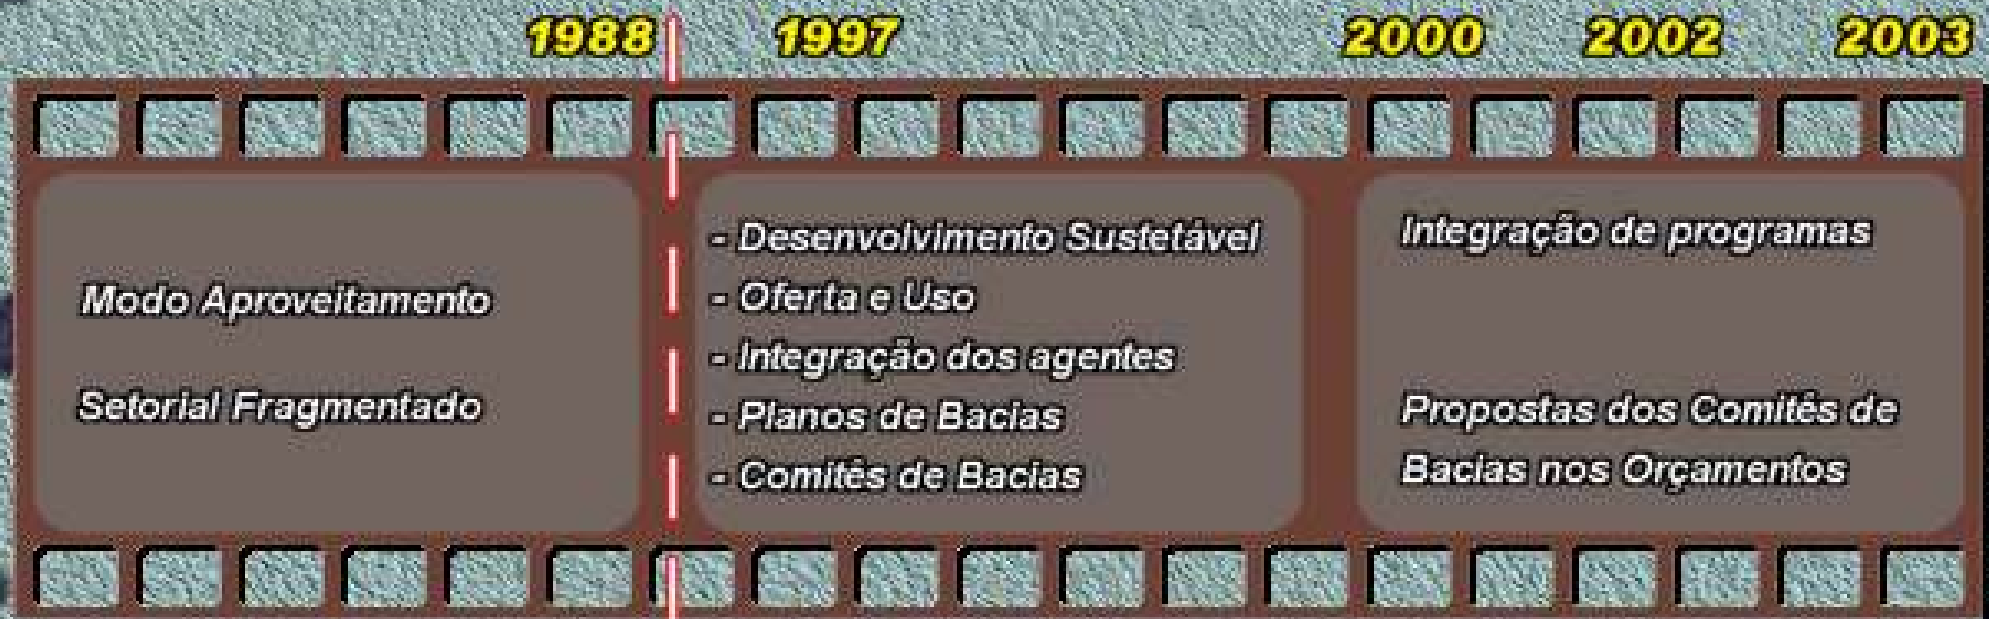 1988 1997 2000 2002 2003
Modo Aproveitamento
Setorial Fragmentado
- Desenvolvimento Sustetável
- Oferta e Uso
- Integração dos agentes
- Planos de Bacias
- Comitês de Bacias
Integração de programas
Propostas dos Comitês de
Bacias nos Orçamentos